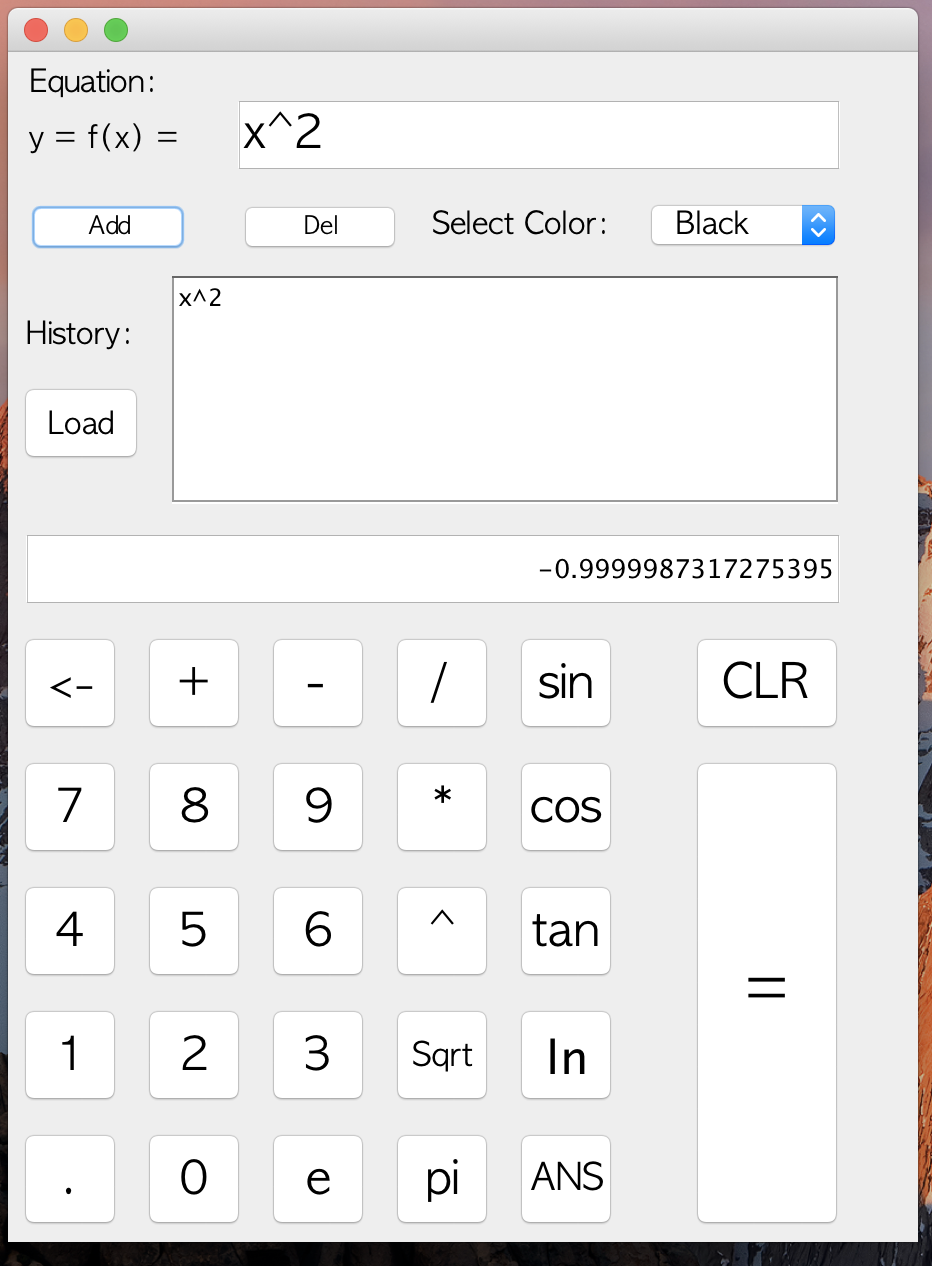 Equation:
y = f(x) =
x^2
Add
Del
Select Color:
Black
History:
x^2
Load
-0.9999987317275395
<-
+
-
/
sin
CLR
7
8
9
*
cos
4
5
6
^
tan
=
1
2
3
Sqrt
ln
.
0
e
pi
ANS